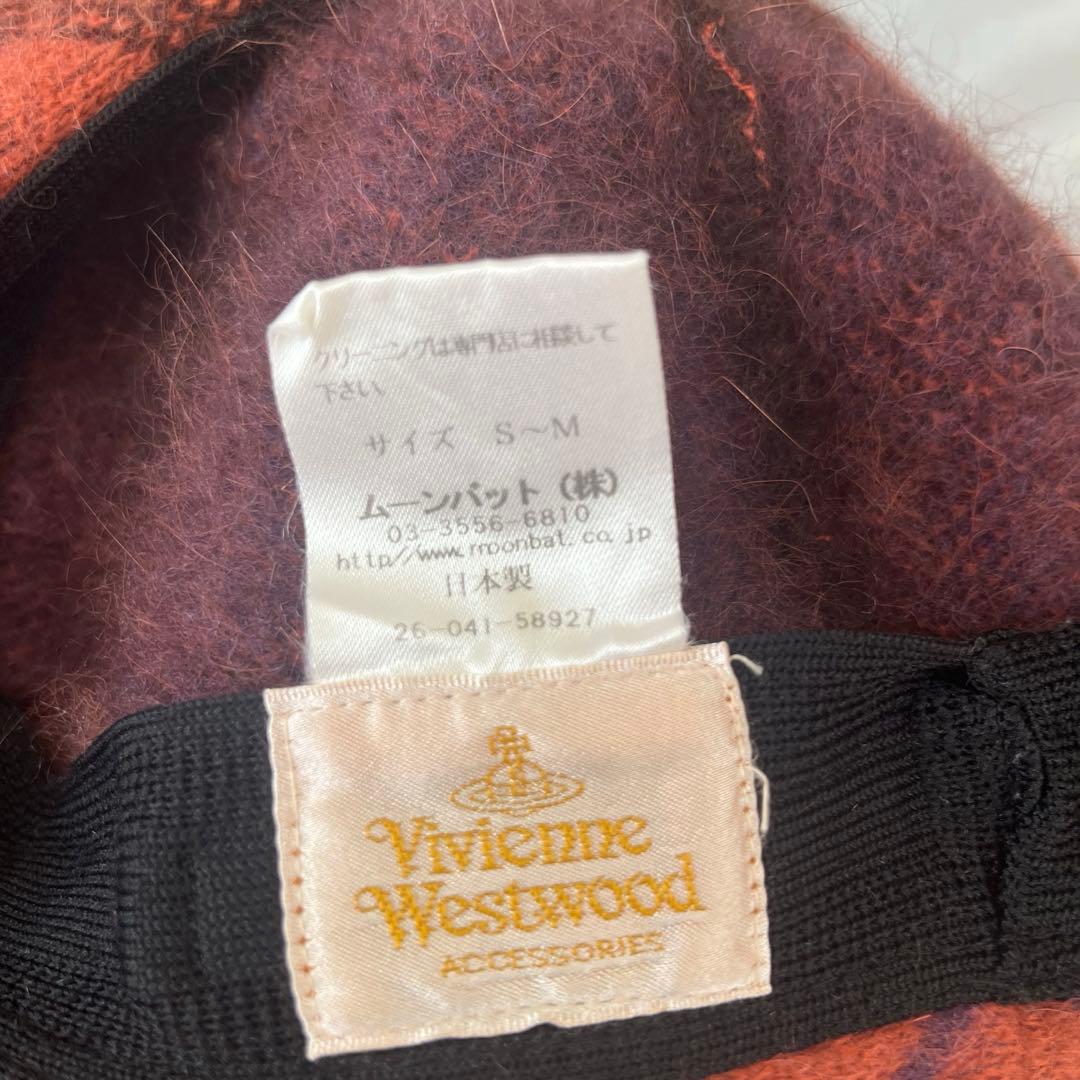 クリーニングは専門店に相談して
下さい
サイズ S～M
ムーンバット(株)
03-3556-6810
http//www.moonbat.co.jp
日本製
26-041-58927
Vivienne
Westwood
ACCESSORIES